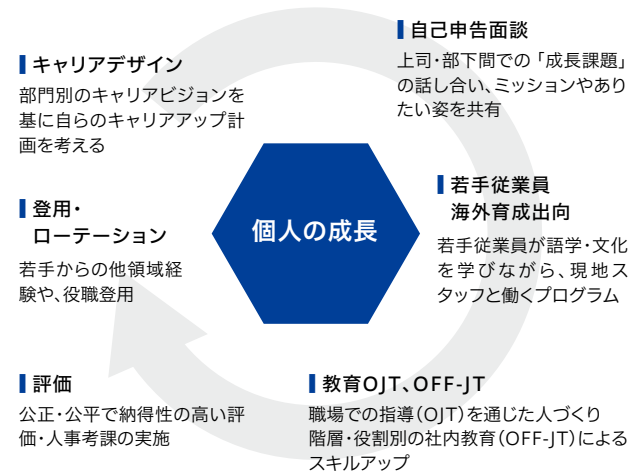 キャリアデザイン
部門別のキャリアビジョンを
基に自らのキャリアアップ計
画を考える
自己申告面談
上司・部下間での「成長課題」
の話し合い、ミッションやあり
たい姿を共有
個人の成長
若手従業員
海外育成出向
若手従業員が語学・文化
を学びながら、現地ス
タッフと働くプログラム
登用・
ローテーション
若手からの他領域経
験や、役職登用
評価
公正・公平で納得性の高い評
価・人事考課の実施
教育OJT、OFF-JT
職場での指導(OJT)を通じた人づくり
階層・役割別の社内教育(OFF-JT)による
スキルアップ